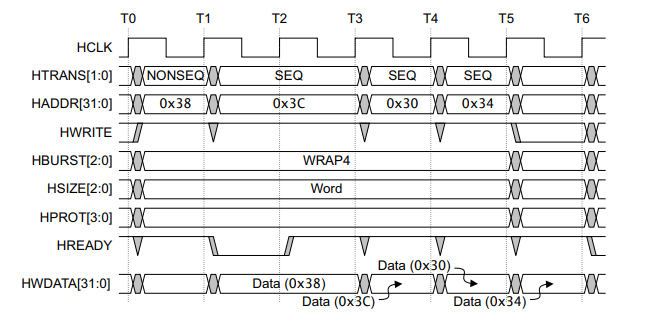 T0 T1 T2 T3 T4 T5 T6
HCLK
HTRANS[1:0] NONSEQ SEQ SEQ SEQ
HADDR[31:0] 0x38 0x3C 0x30 0x34
HWRITE
HBURST[2:0] WRAP4
HSIZE[2:0] Word
HPROT[3:0]
HREADY
Data (0x30)
HWDATA[31:0] Data (0x38)
Data (0x3C) Data (0x34)